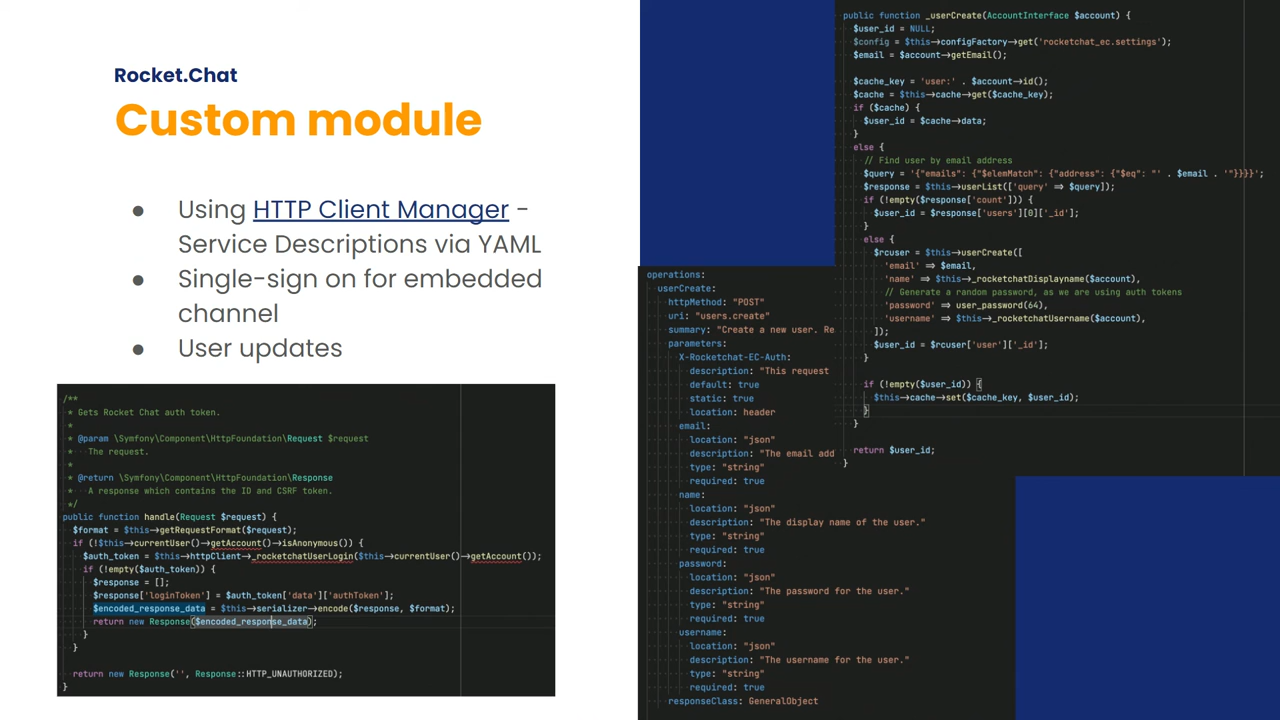 Rocket.Chat
Custom module
● Using HTTP Client Manager -
Service Descriptions via YAML
● Single-sign on for embedded
channel
● User updates
/**
 * Gets Rocket Chat auth token.
 *
 * @param \Symfony\Component\HttpFoundation\Request $request
 *   The request.
 *
 * @return \Symfony\Component\HttpFoundation\Response
 *   A response which contains the ID and CSRF token.
 */
public function handle(Request $request) {
  $format = $this->getRequestFormat($request);
  if (!$this->currentUser()->getAccount()->isAnonymous()) {
    $auth_token = $this->httpClient->_rocketchatUserLogin($this->currentUser()->getAccount());
    if (!empty($auth_token)) {
      $response = [];
      $response['loginToken'] = $auth_token['data']['authToken'];
      $encoded_response_data = $this->serializer->encode($response, $format);
      return new Response($encoded_response_data);
    }
  }
  return new Response('', Response::HTTP_UNAUTHORIZED);
}
operations:
  userCreate:
    httpMethod: "POST"
    uri: "users.create"
    summary: "Create a new user. Re
    parameters:
      X-Rocketchat-EC-Auth:
        description: "This request
        default: true
        static: true
        location: header
      email:
        location: "json"
        description: "The email add
        type: "string"
        required: true
      name:
        location: "json"
        description: "The display name of the user."
        type: "string"
        required: true
      password:
        location: "json"
        description: "The password for the user."
        type: "string"
        required: true
      username:
        location: "json"
        description: "The username for the user."
        type: "string"
        required: true
    responseClass: GeneralObject
public function _userCreate(AccountInterface $account) {
  $user_id = NULL;
  $config = $this->configFactory->get('rocketchat_ec.settings');
  $email = $account->getEmail();
  $cache_key = 'user:' . $account->id();
  $cache = $this->cache->get($cache_key);
  if ($cache) {
    $user_id = $cache->data;
  }
  else {
    // Find user by email address
    $query = '{"emails": {"$elemMatch": {"address": {"$eq": "' . $email . '"}}}}';
    $response = $this->userList(['query' => $query]);
    if (!empty($response['count'])) {
      $user_id = $response['users'][0]['_id'];
    }
    else {
      $rcuser = $this->userCreate([
        'email' => $email,
        'name' => $this->_rocketchatDisplayname($account),
        // Generate a random password, as we are using auth tokens
        'password' => user_password(64),
        'username' => $this->_rocketchatUsername($account),
      ]);
      $user_id = $rcuser['user']['_id'];
    }
    if (!empty($user_id)) {
      $this->cache->set($cache_key, $user_id);
    }
  }
  return $user_id;
}